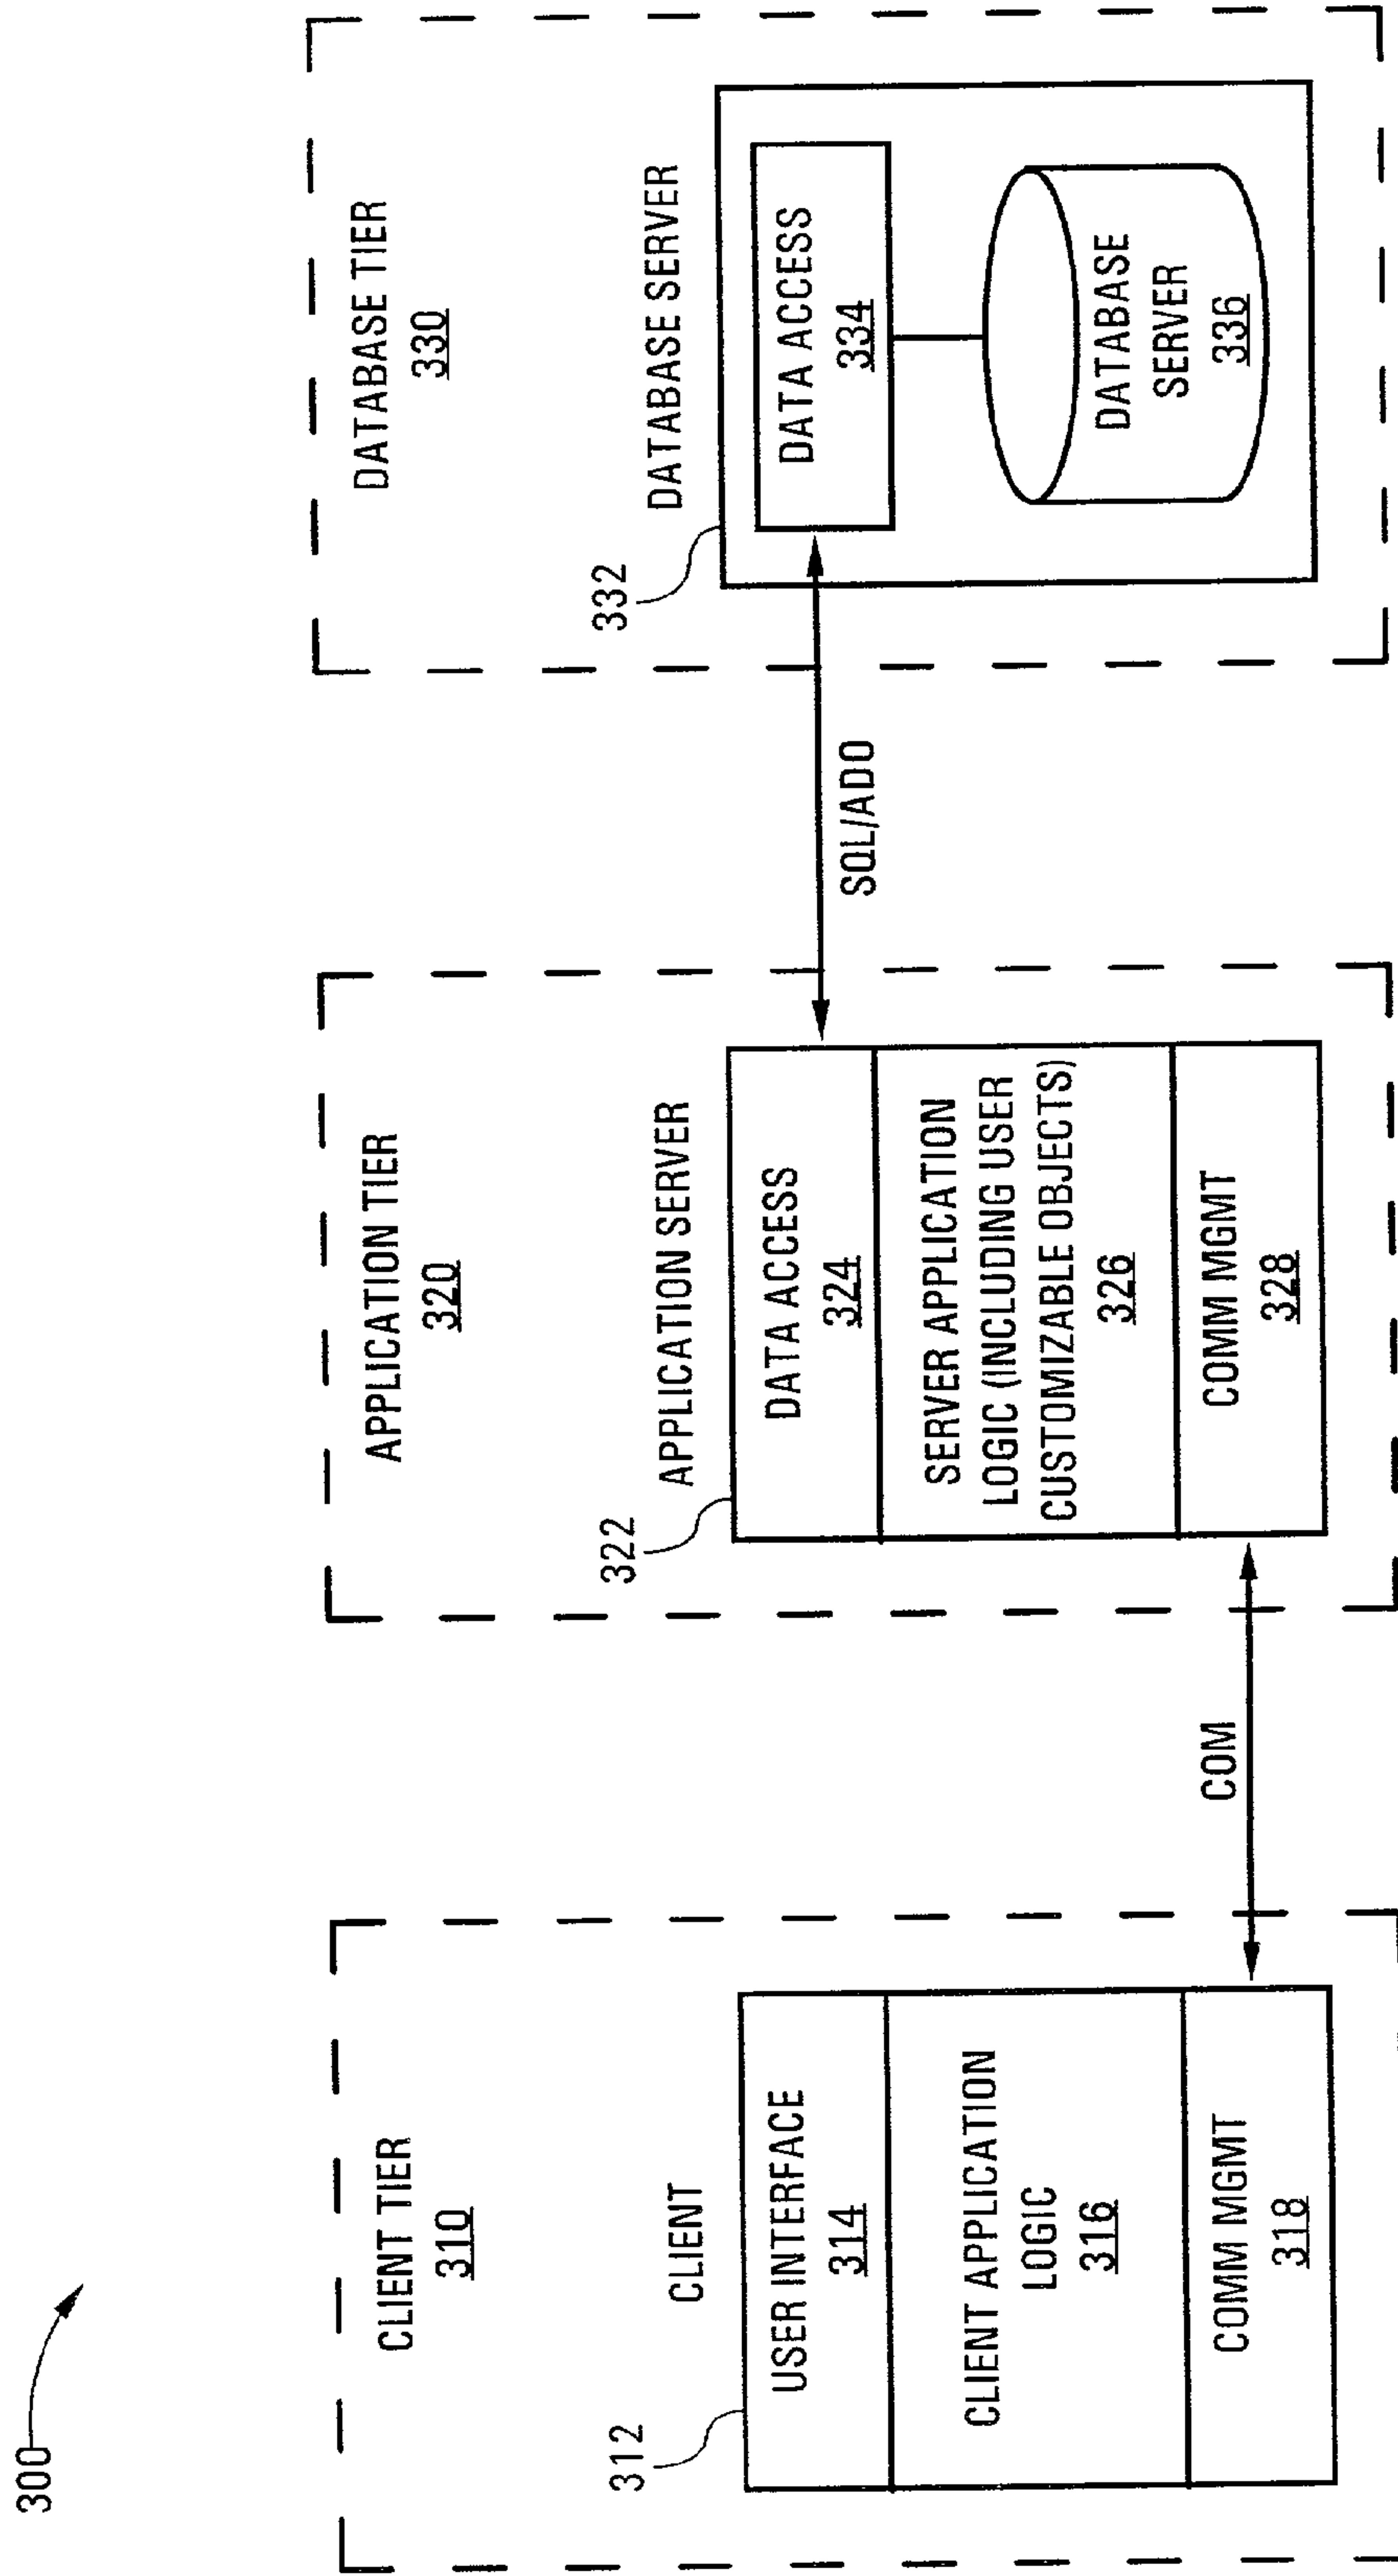 300
CLIENT TIER
310
312
CLIENT
USER INTERFACE
314
CLIENT APPLICATION
LOGIC
316
COMM MGMT
318
COM
APPLICATION TIER
320
322
APPLICATION SERVER
DATA ACCESS
324
SERVER APPLICATION
LOGIC (INCLUDING USER
CUSTOMIZABLE OBJECTS)
326
COMM MGMT
328
SQL/ADO
DATABASE TIER
330
332
DATABASE SERVER
DATA ACCESS
334
DATABASE
SERVER
336